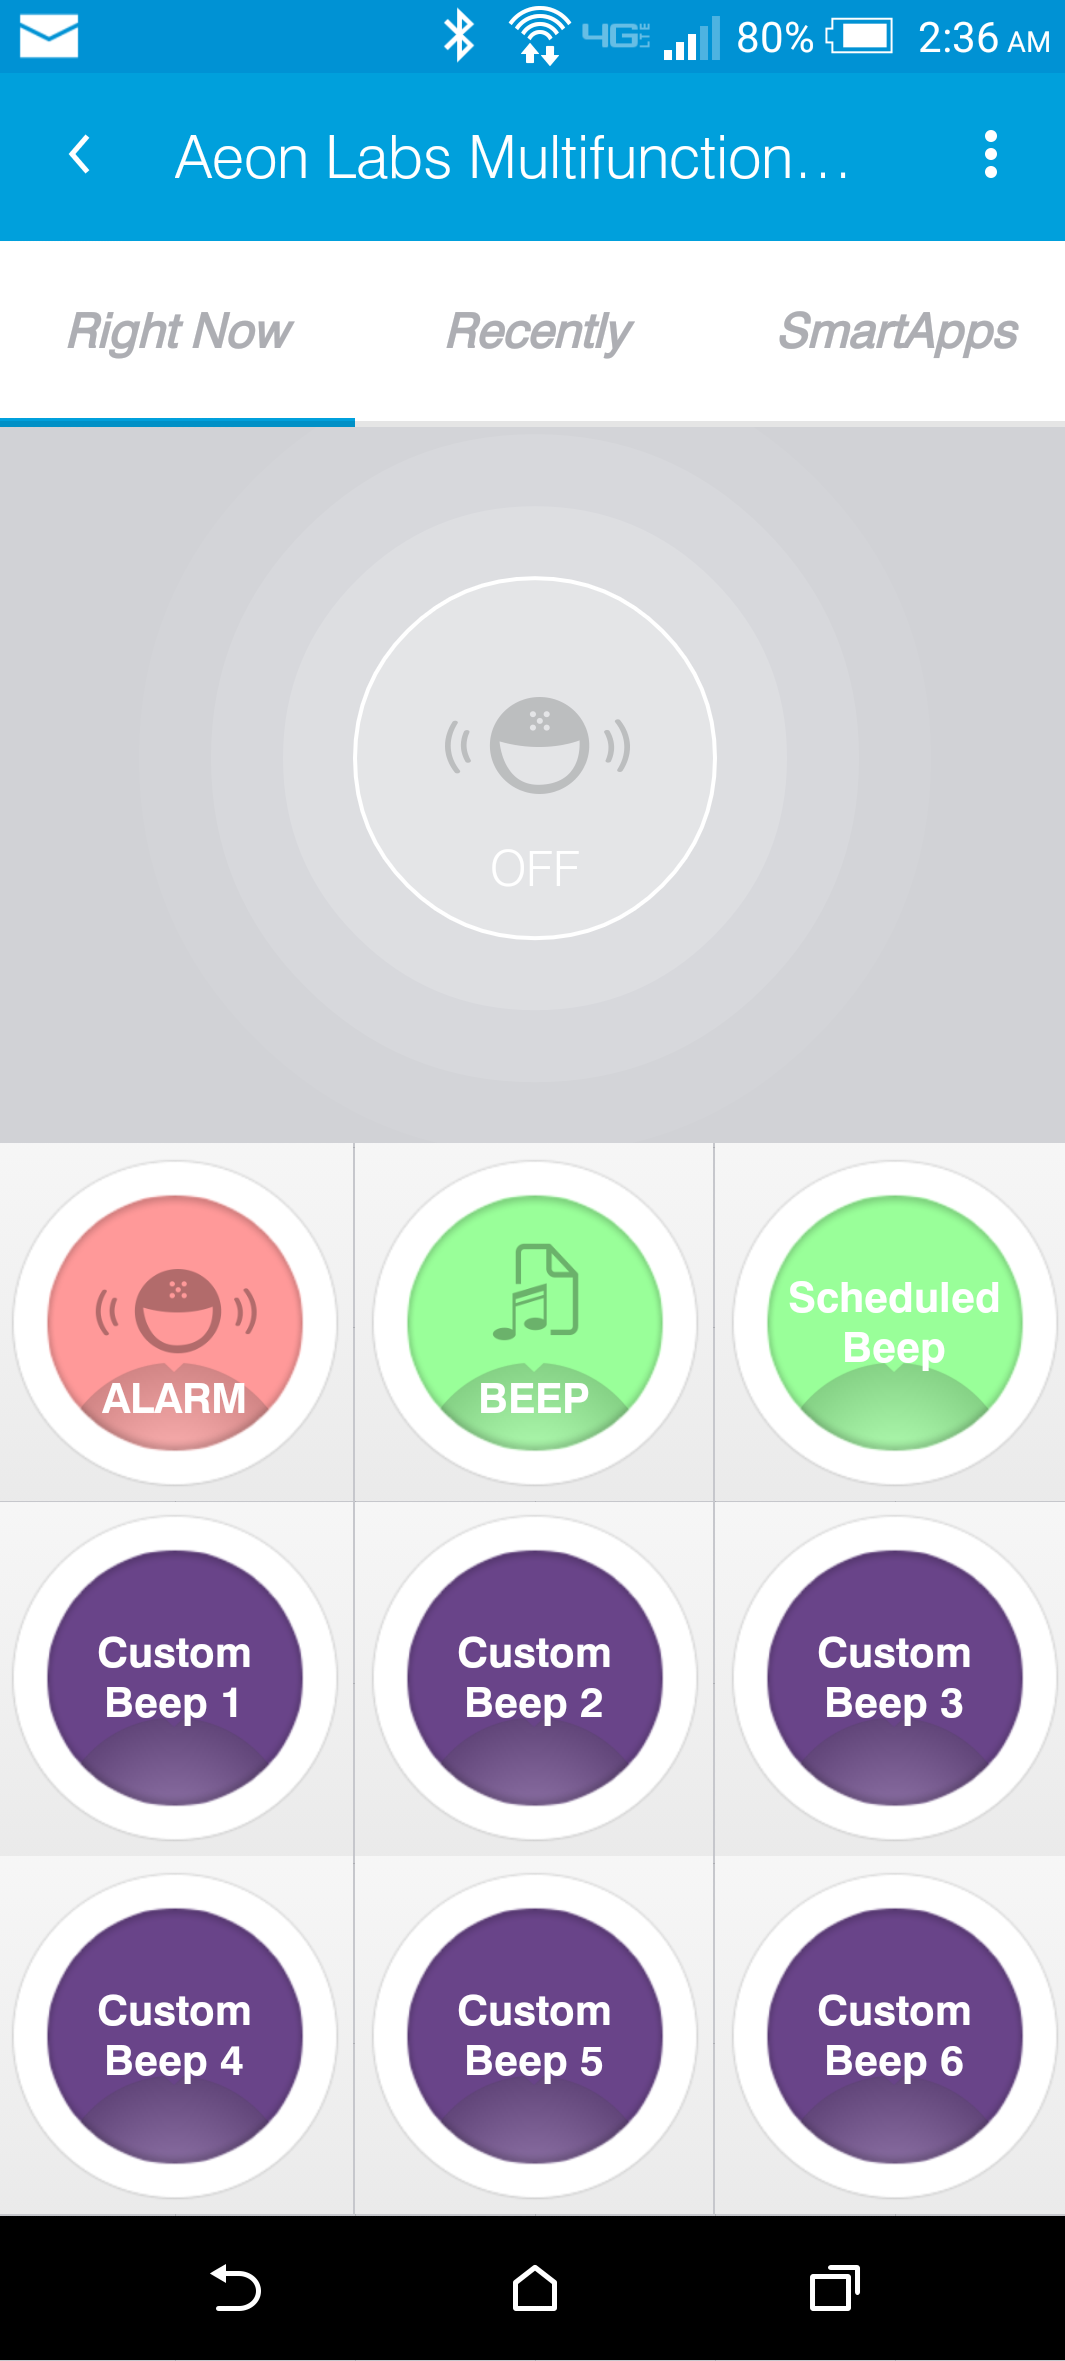 4G LTE 80% 2:36 AM
Aeon Labs Multifunction...
Right Now Recently SmartApps
OFF
ALARM
BEEP
Scheduled
Beep
Custom
Beep 1
Custom
Beep 2
Custom
Beep 3
Custom
Beep 4
Custom
Beep 5
Custom
Beep 6